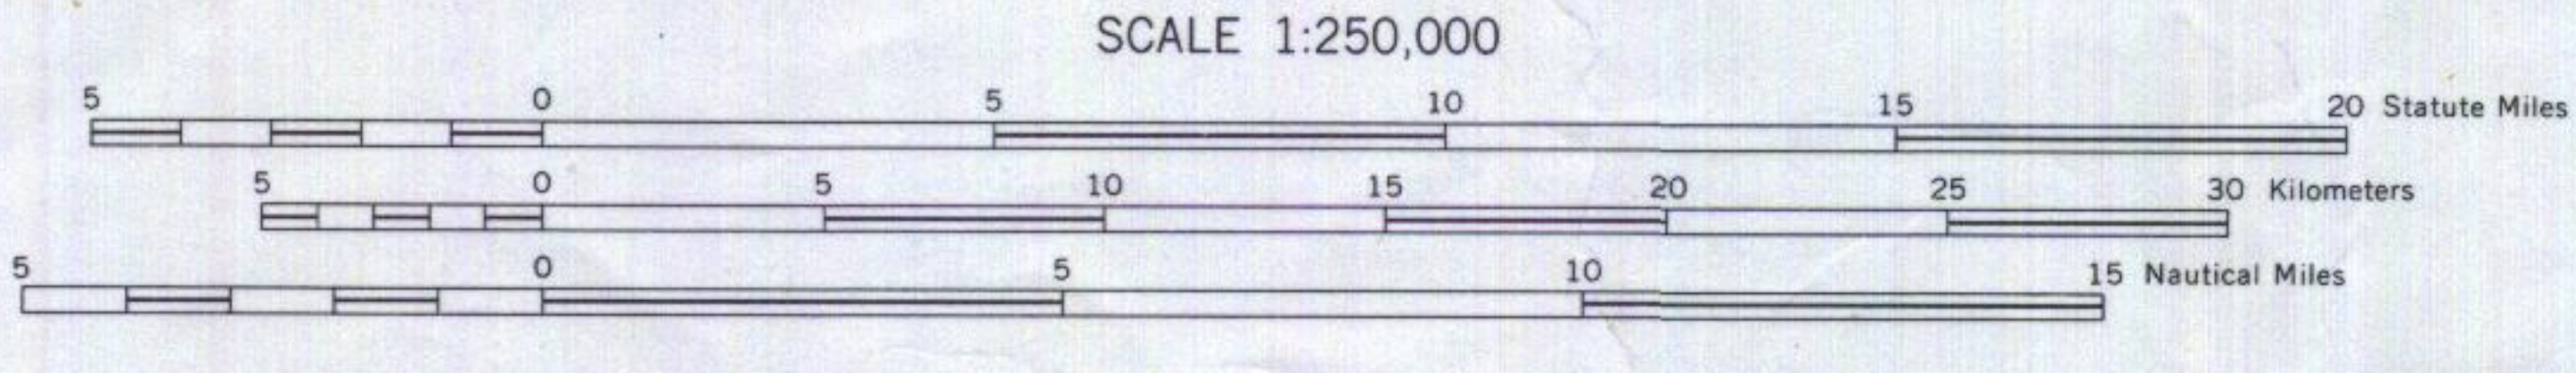 SCALE 1:250,000
5 0 5 10 15 20 Statute Miles
5 0 5 10 15 20 25 30 Kilometers
5 0 5 10 15 Nautical Miles